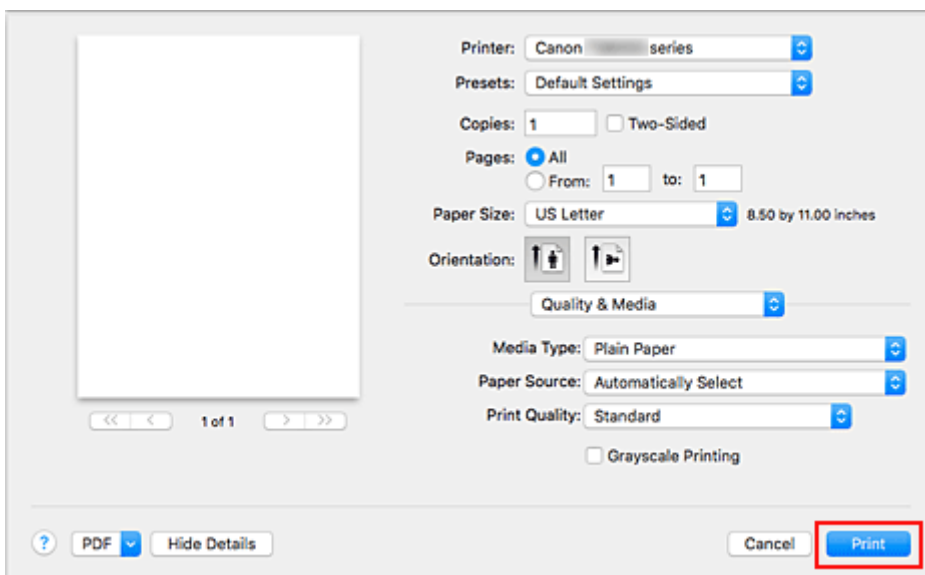 Printer: Canon series
Presets: Default Settings
Copies: 1 Two-Sided
Pages: All
From: 1 to: 1
Paper Size: US Letter 8.50 by 11.00 inches
Orientation:
Quality & Media
Media Type: Plain Paper
Paper Source: Automatically Select
Print Quality: Standard
Grayscale Printing
<< < 1 of 1 > >>
? PDF Hide Details Cancel Print